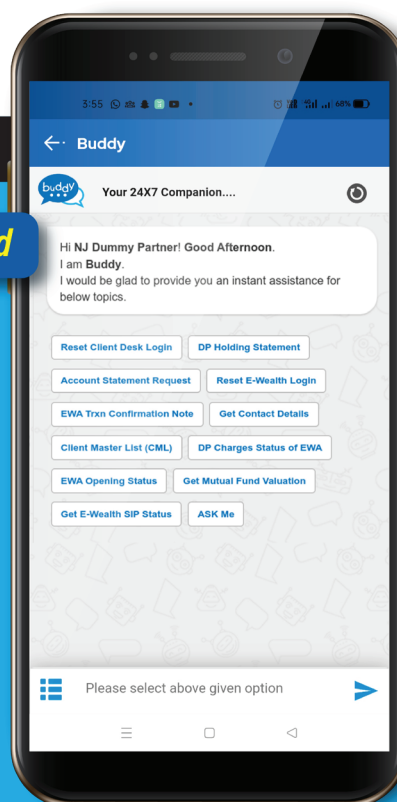 3:55
68%
Buddy
buddy
Your 24X7 Companion....
d
Hi NJ Dummy Partner! Good Afternoon.
I am Buddy.
I would be glad to provide you an instant assistance for
below topics.
Reset Client Desk Login
DP Holding Statement
Account Statement Request
Reset E-Wealth Login
EWA Trxn Confirmation Note
Get Contact Details
Client Master List (CML)
DP Charges Status of EWA
EWA Opening Status
Get Mutual Fund Valuation
Get E-Wealth SIP Status
ASK Me
Please select above given option